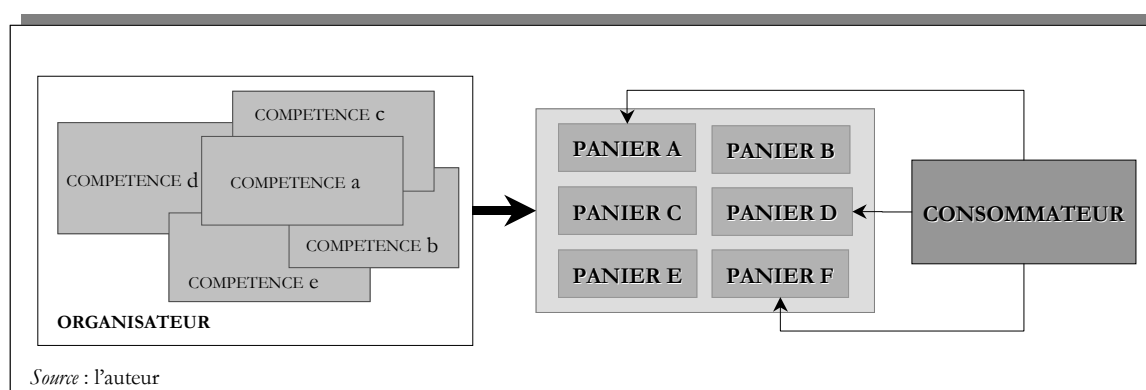 COMPETENCE c
COMPETENCE d
COMPETENCE a
COMPETENCE b
COMPETENCE e
ORGANISATEUR
PANIER A
PANIER B
PANIER C
PANIER D
PANIER E
PANIER F
CONSOMMATEUR
Source : l'auteur